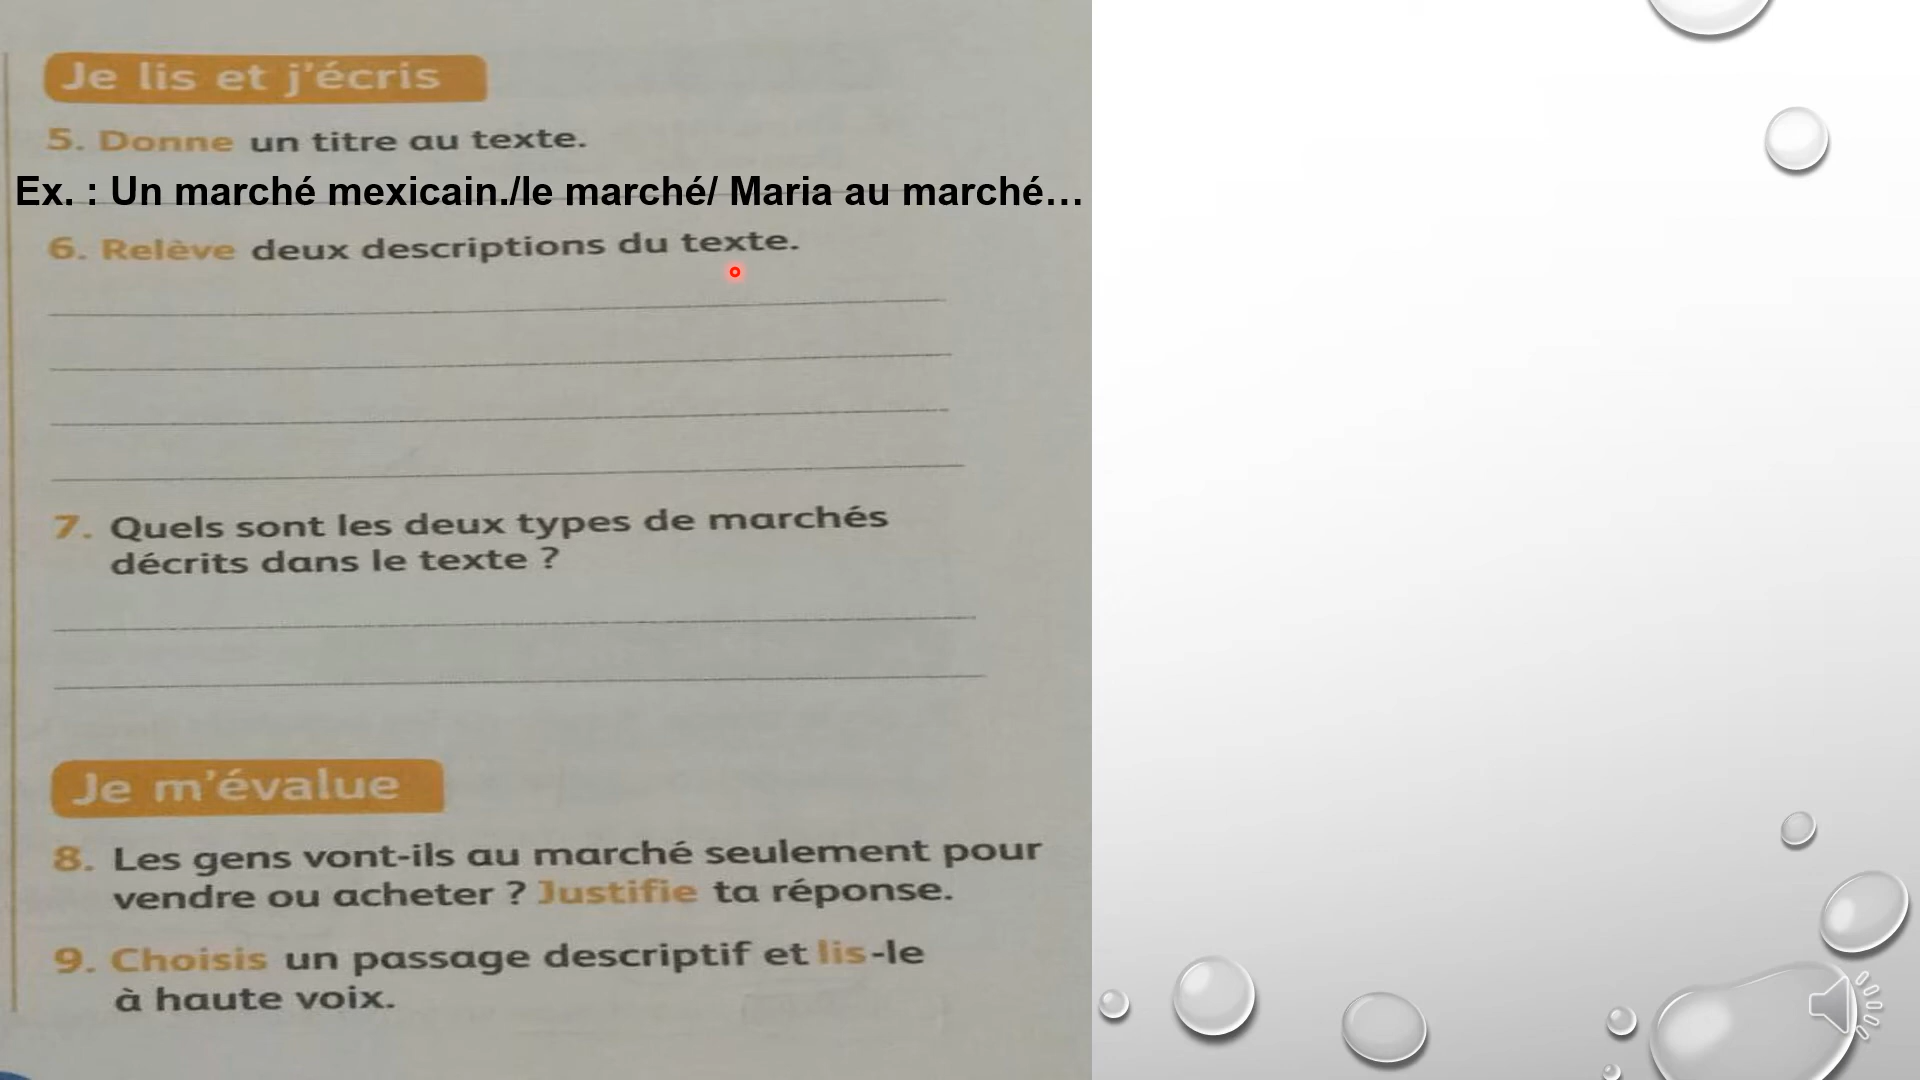 Je lis et j'écris
5. Donne un titre au texte.
Ex. : Un marché mexicain./le marché/ Maria au marché…
6. Relève deux descriptions du texte.
7. Quels sont les deux types de marchés
décrits dans le texte ?
Je m'évalue
8. Les gens vont-ils au marché seulement pour
vendre ou acheter ? Justifie ta réponse.
9. Choisis un passage descriptif et lis-le
à haute voix.